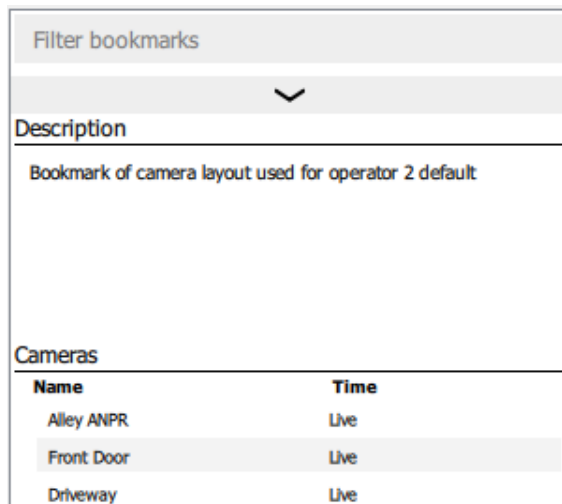 Filter bookmarks
Description
Bookmark of camera layout used for operator 2 default
Cameras
Name Time
Alley ANPR Live
Front Door Live
Driveway Live